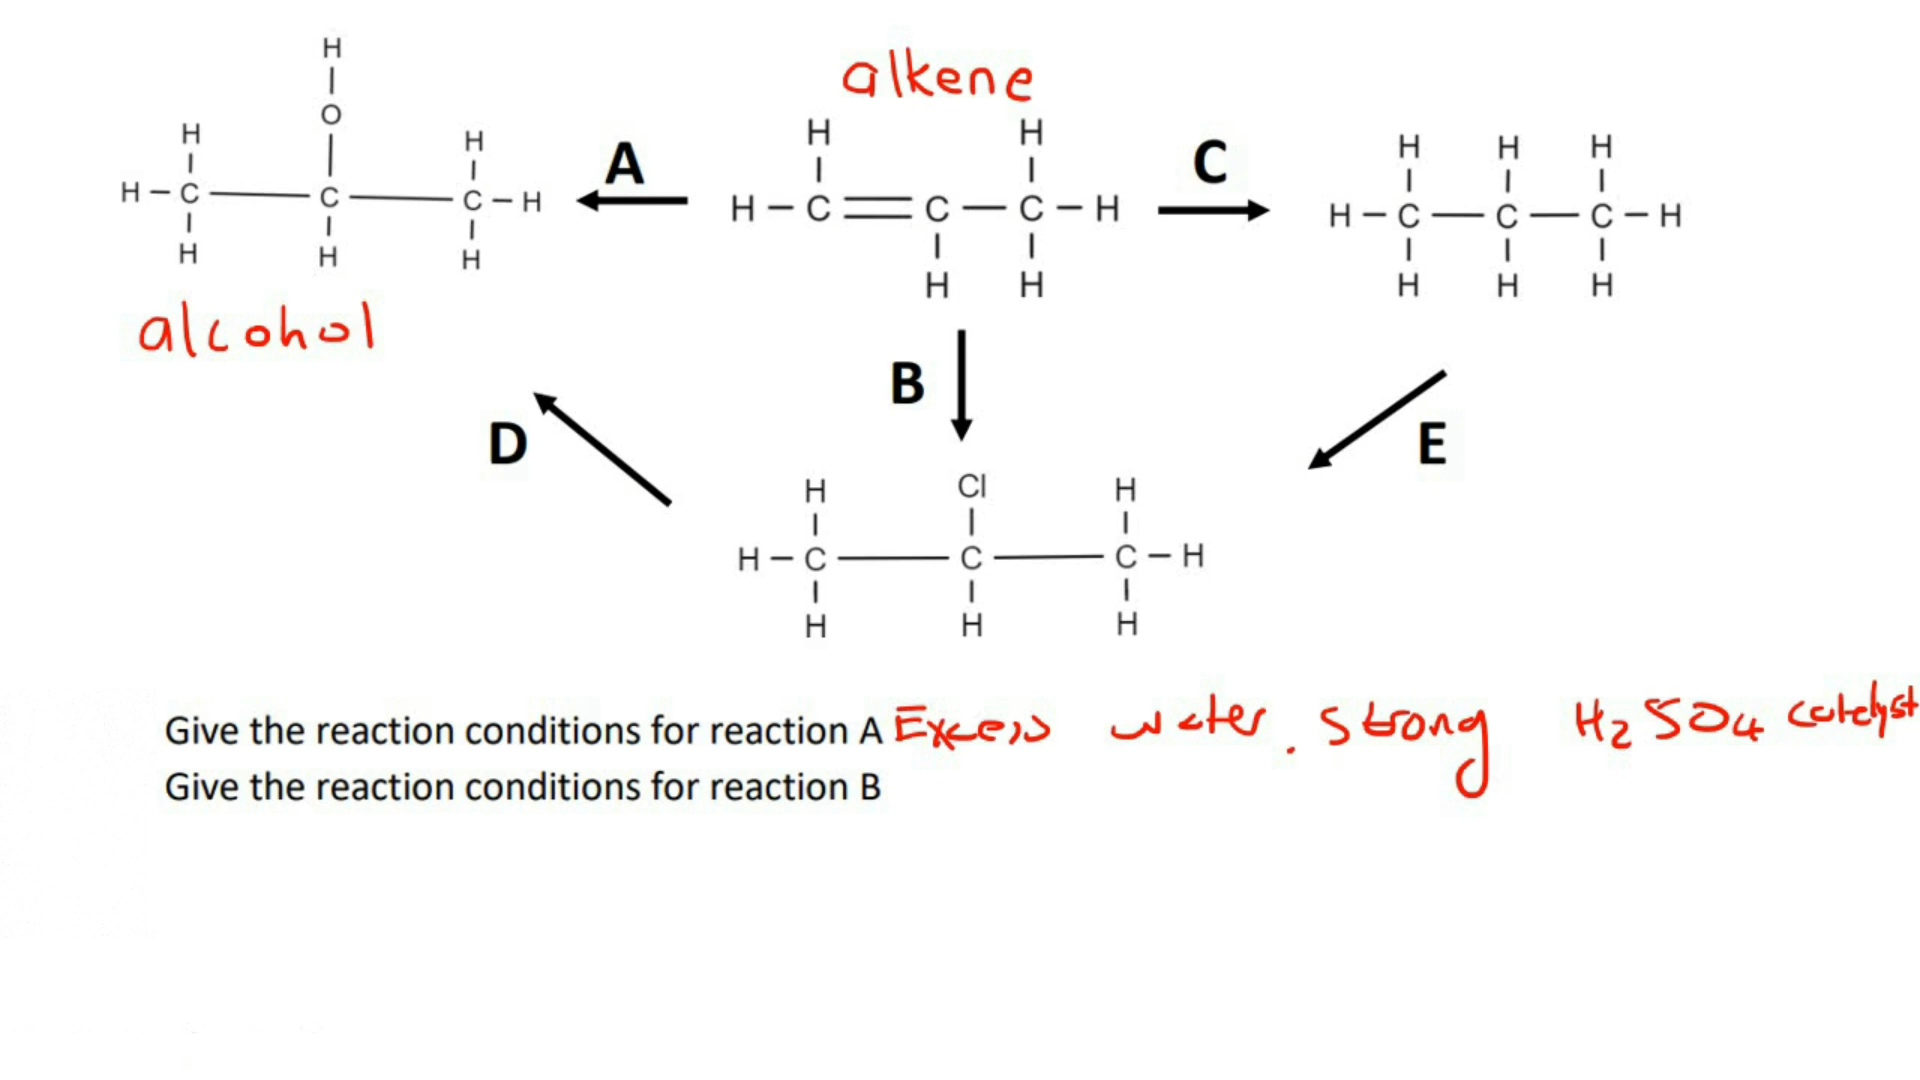 alkene
H
O
H H
H – C C C – H
H H H
alcohol
A
H H
H – C C – C – H
H H
C
H H H
H – C – C – C – H
H H H
B
D
E
H Cl H
H – C C C – H
H H H
Give the reaction conditions for reaction A Excess water. Strong H2SO4 catalyst
Give the reaction conditions for reaction B